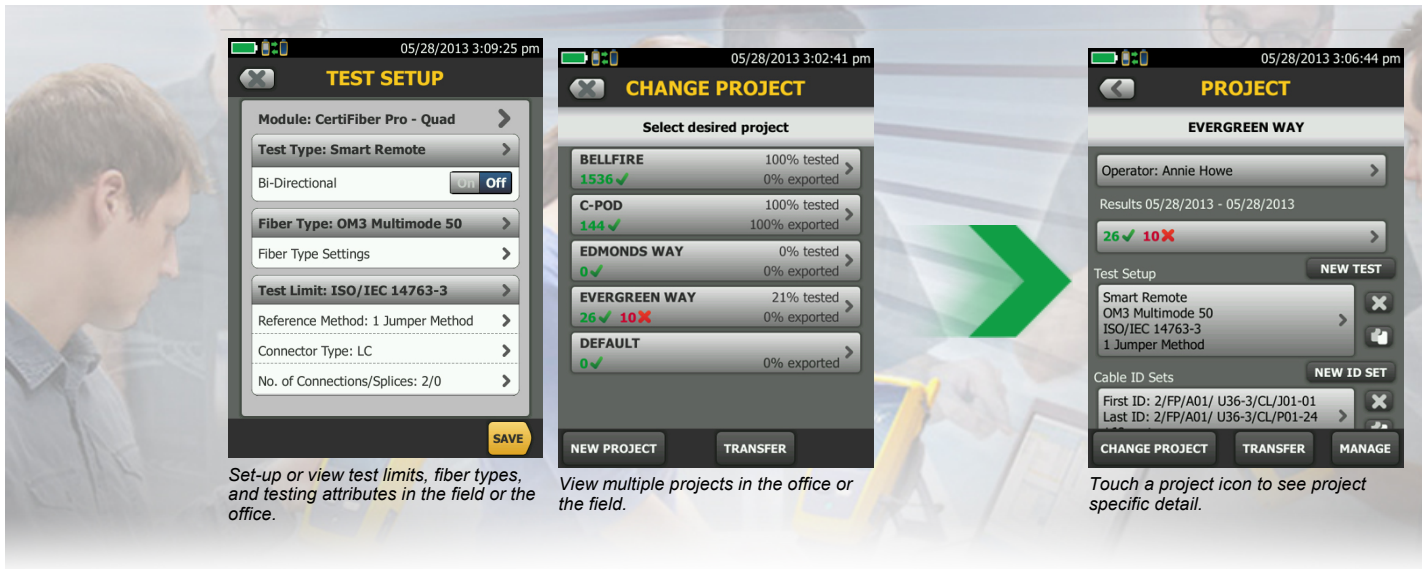 05/28/2013 3:09:25 pm
TEST SETUP
Module: CertiFiber Pro - Quad
Test Type: Smart Remote
Bi-Directional On Off
Fiber Type: OM3 Multimode 50
Fiber Type Settings
Test Limit: ISO/IEC 14763-3
Reference Method: 1 Jumper Method
Connector Type: LC
No. of Connections/Splices: 2/0
SAVE
Set-up or view test limits, fiber types,
and testing attributes in the field or the
office.
05/28/2013 3:02:41 pm
CHANGE PROJECT
Select desired project
BELLFIRE 100% tested
1536 ✓ 0% exported
C-POD 100% tested
144 ✓ 100% exported
EDMONDS WAY 0% tested
0 ✓ 0% exported
EVERGREEN WAY 21% tested
26 ✓ 10 ✗ 0% exported
DEFAULT
0 ✓ 0% exported
NEW PROJECT TRANSFER
View multiple projects in the office or
the field.
05/28/2013 3:06:44 pm
PROJECT
EVERGREEN WAY
Operator: Annie Howe
Results 05/28/2013 - 05/28/2013
26 ✓ 10 ✗
Test Setup NEW TEST
Smart Remote
OM3 Multimode 50
ISO/IEC 14763-3
1 Jumper Method
Cable ID Sets NEW ID SET
First ID: 2/FP/A01/ U36-3/CL/J01-01
Last ID: 2/FP/A01/ U36-3/CL/P01-24
CHANGE PROJECT TRANSFER MANAGE
Touch a project icon to see project
specific detail.